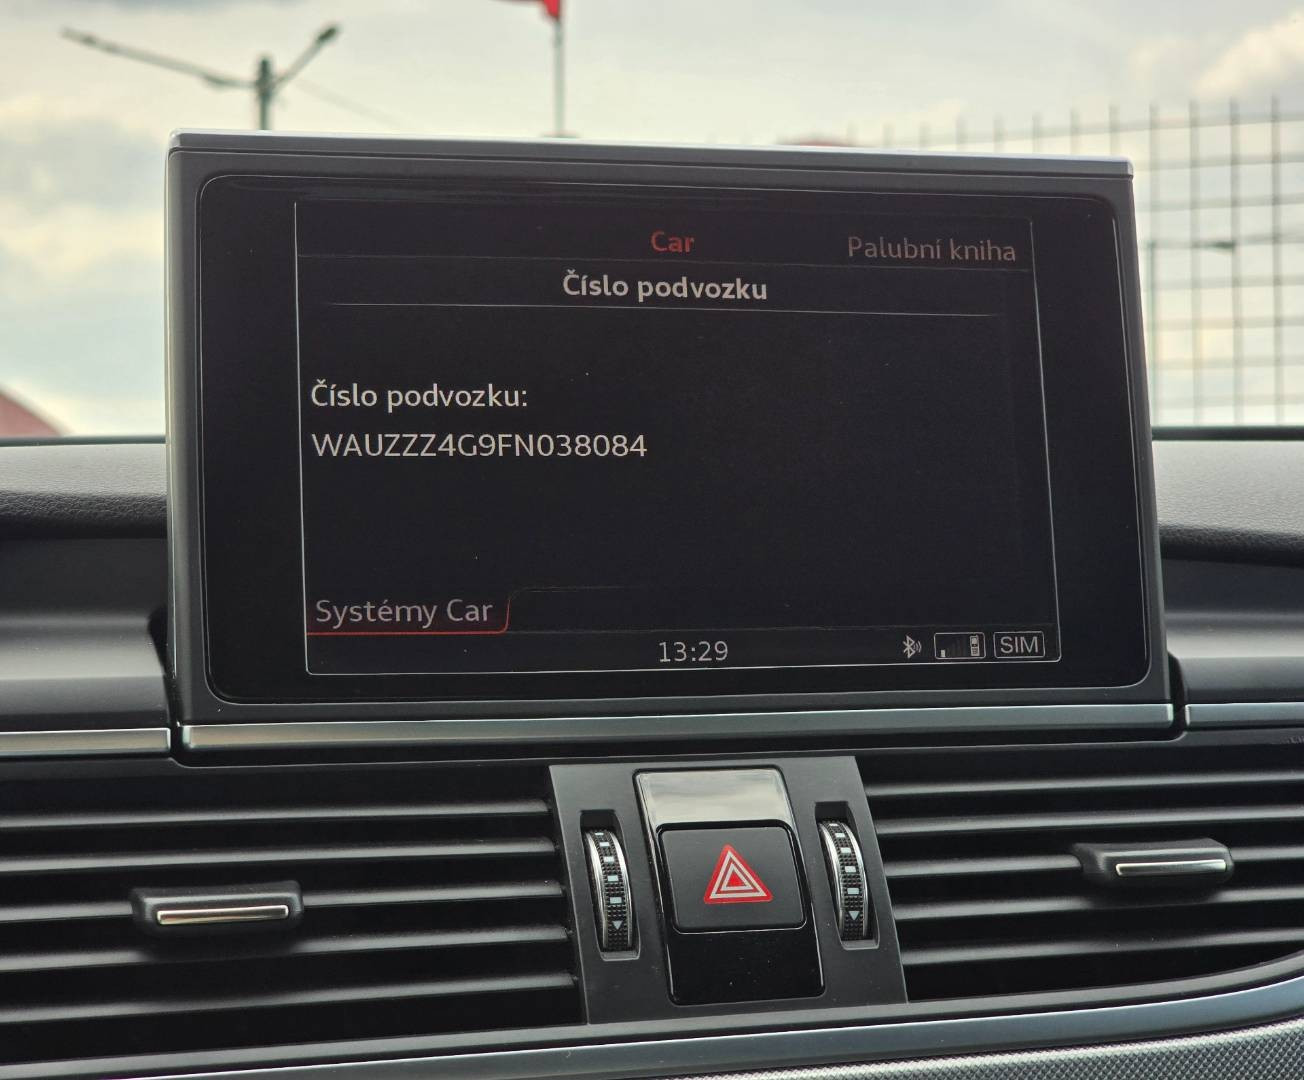 Car
Palubní kniha
Číslo podvozku
Číslo podvozku:
WAUZZZ4G9FN038084
Systémy Car
13:29
SIM